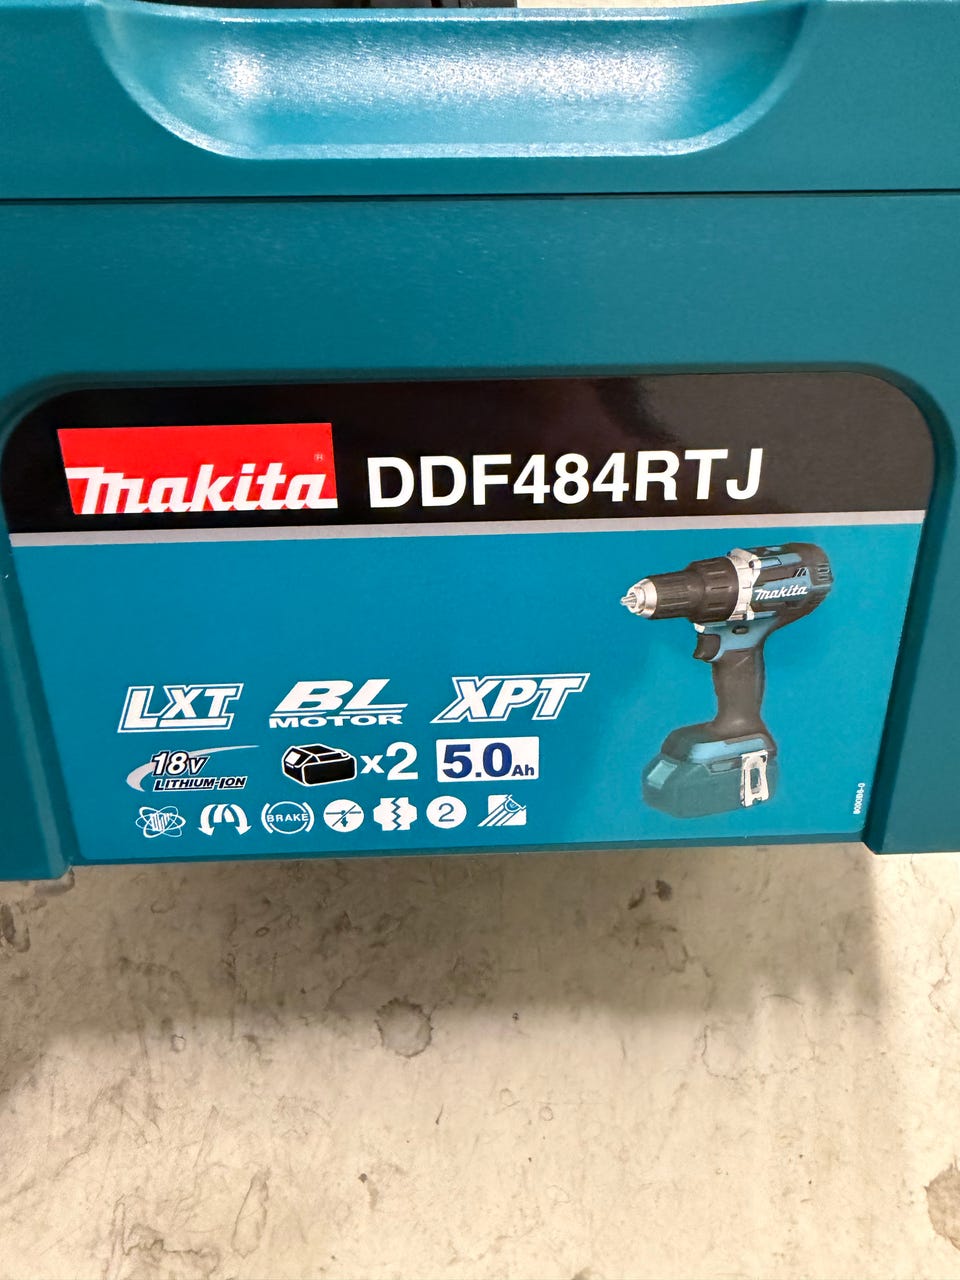 makita® DDF484RTJ
makita
LXT BL MOTOR XPT
18V LITHIUM-ION x2 5.0Ah
BRAKE 2